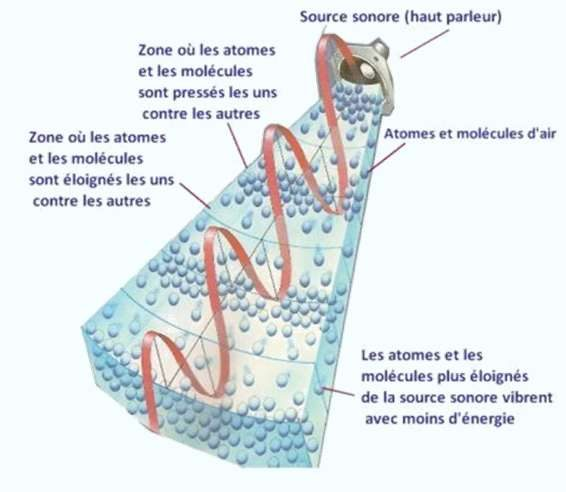 Source sonore (haut parleur)
Zone où les atomes
et les molécules
sont pressés les uns
contre les autres
Zone où les atomes
et les molécules
sont éloignés les uns
contre les autres
Atomes et molécules d'air
Les atomes et les
molécules plus éloignés
de la source sonore vibrent
avec moins d'énergie